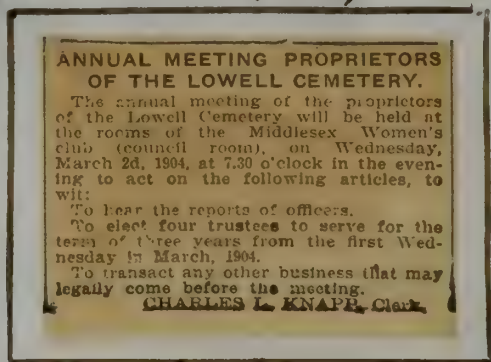 ANNUAL MEETING PROPRIETORS
OF THE LOWELL CEMETERY.
The annual meeting of the proprietors
of the Lowell Cemetery will be held at
the rooms of the Middlesex Women's
club (council room), on Wednesday,
March 2d, 1904, at 7.30 o'clock in the even-
ing to act on the following articles, to
wit:
To hear the reports of officers.
To elect four trustees to serve for the
term of three years from the first Wed-
nesday in March, 1904.
To transact any other business that may
legally come before the meeting.
CHARLES L. KNAPP, Clerk.